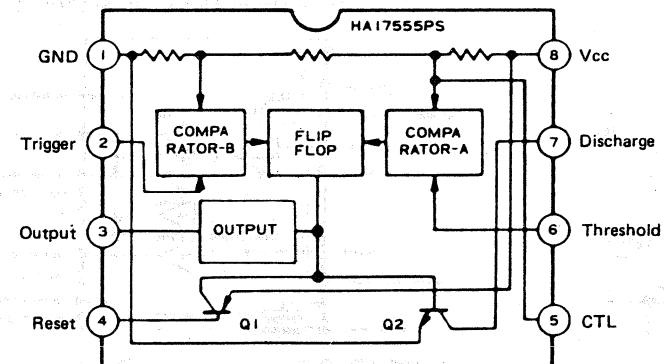 HA17555PS
GND 1
8 Vcc
COMPA
RATOR-B
FLIP
FLOP
COMPA
RATOR-A
Trigger 2
7 Discharge
Output 3
OUTPUT
6 Threshold
Reset 4
Q1
Q2
5 CTL